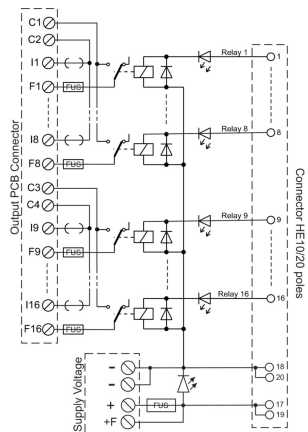 C1
C2
I1
F1 FUS
Relay 1 1
I8
F8 FUS
Relay 8 8
C3
C4
I9
F9 FUS
Relay 9 9
I16
F16 FUS
Relay 16 16
Output PCB Connector
Connector HE10/20 poles
Supply Voltage
- 18
- 20
+ FUS 17
+F 19